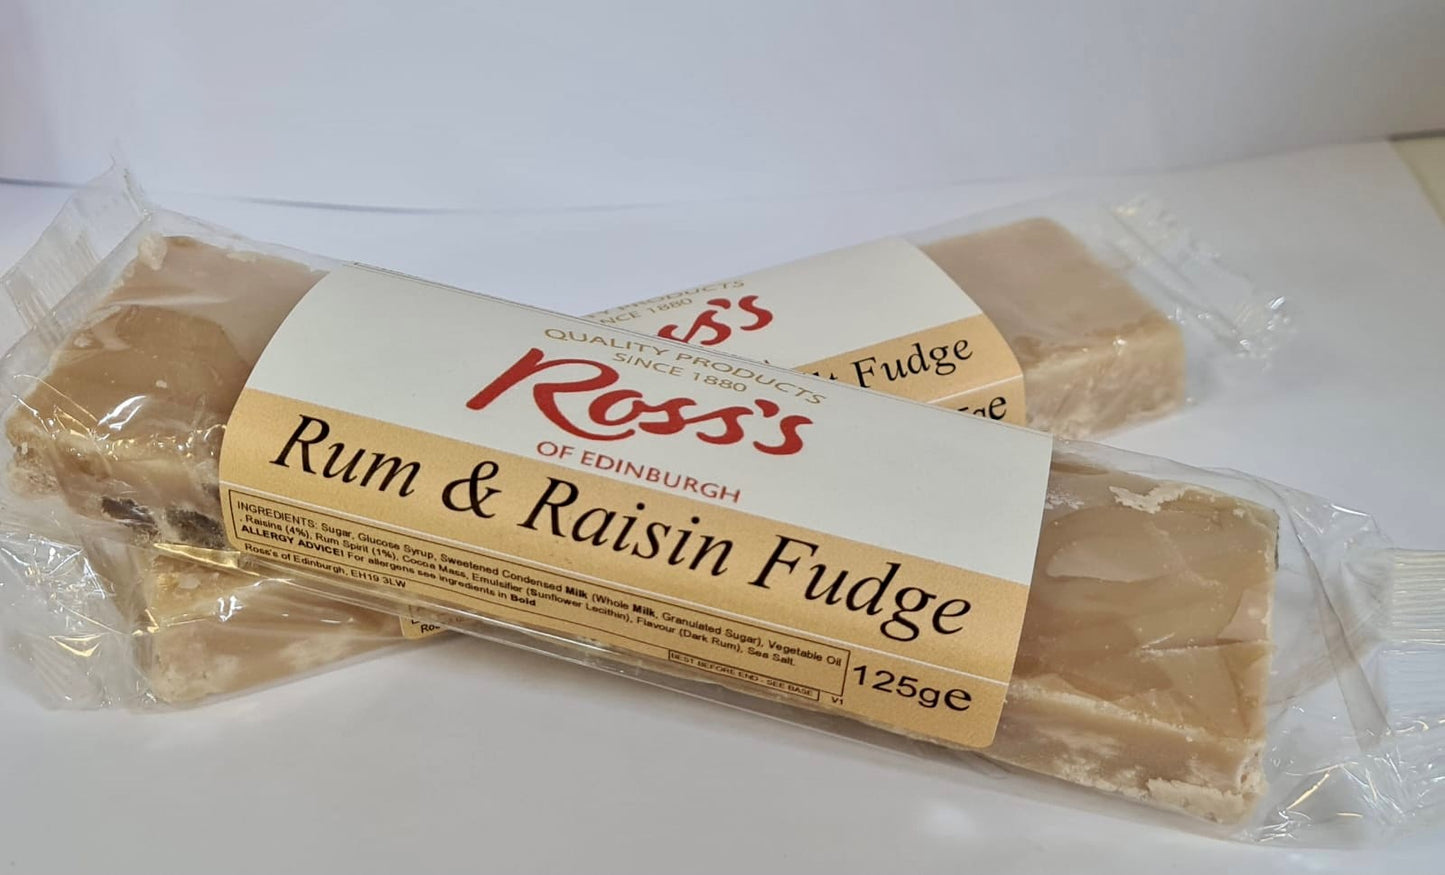 QUALITY PRODUCTS
SINCE 1880
Ross's
OF EDINBURGH
Rum & Raisin Fudge
INGREDIENTS: Sugar, Glucose Syrup, Sweetened Condensed Milk (Whole Milk, Granulated Sugar), Vegetable Oil
, Raisins (4%), Rum Spirit (1%), Cocoa Mass, Emulsifier (Sunflower Lecithin), Flavour (Dark Rum), Sea Salt.
ALLERGY ADVICE! For allergens see ingredients in Bold
Ross's of Edinburgh, EH19 3LW
BEST BEFORE END - SEE BASE
V1
125g e
PRODUCTS
1880
Fudge